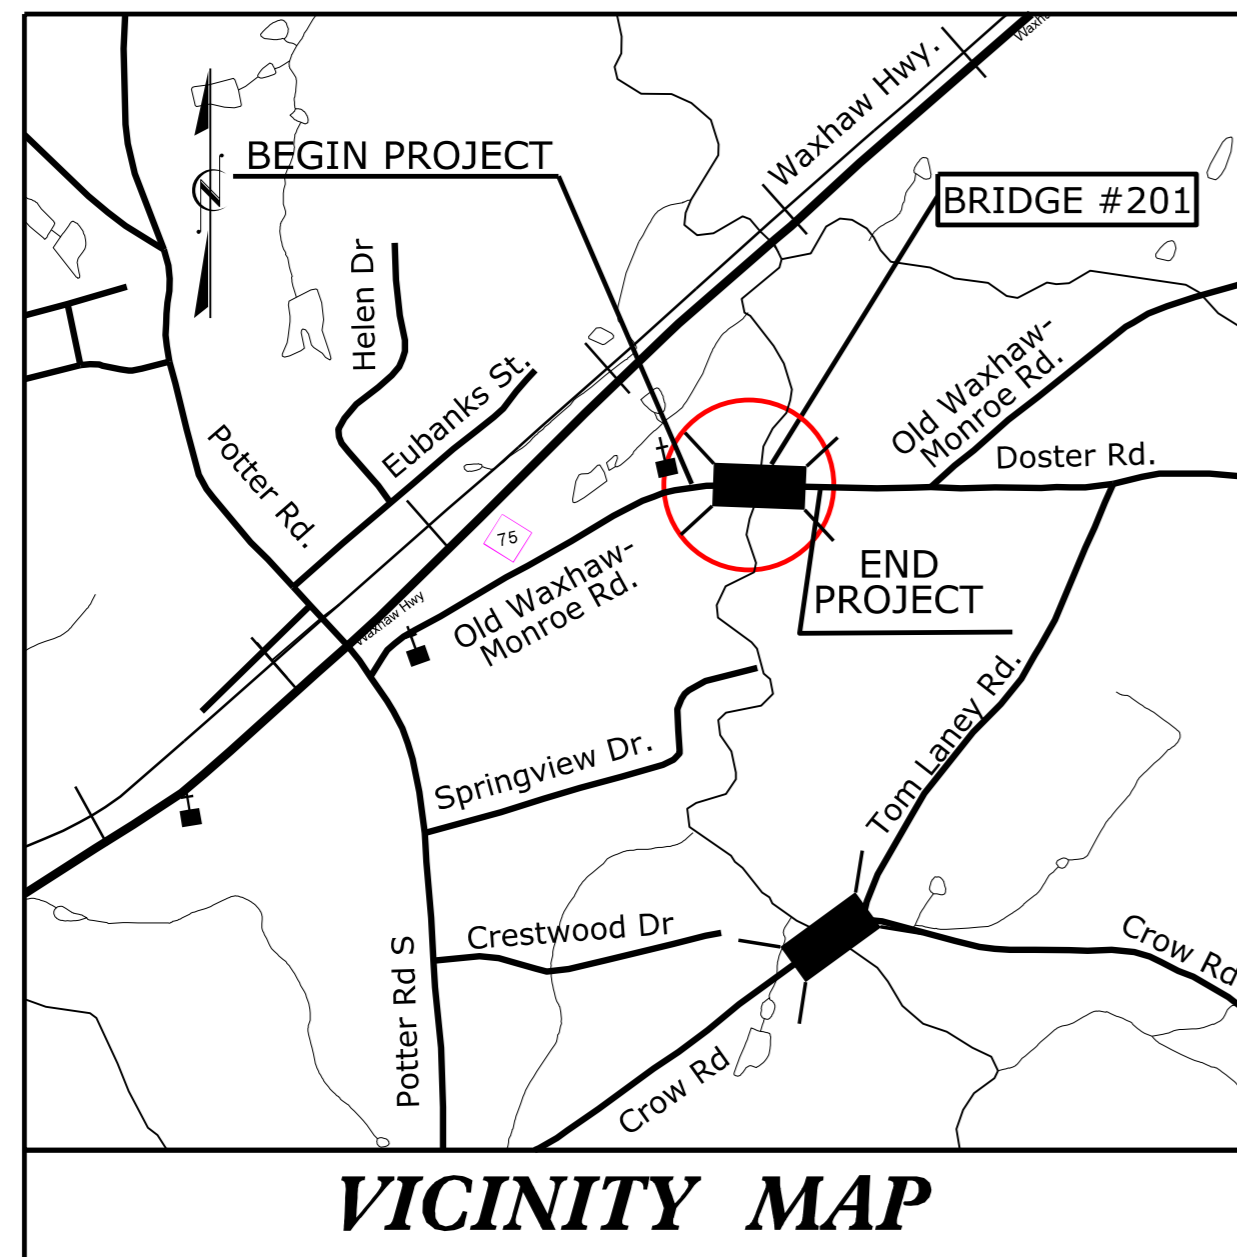 Waxhaw Hwy.
Waxh
BEGIN PROJECT
BRIDGE #201
Helen Dr
Eubanks St.
Old Waxhaw-
Monroe Rd.
Potter Rd.
Doster Rd.
75
END
PROJECT
Waxhaw Hwy
Old Waxhaw-
Monroe Rd.
Tom Laney Rd.
Springview Dr.
Crestwood Dr
Crow Rd
Potter Rd S
Crow Rd
VICINITY MAP